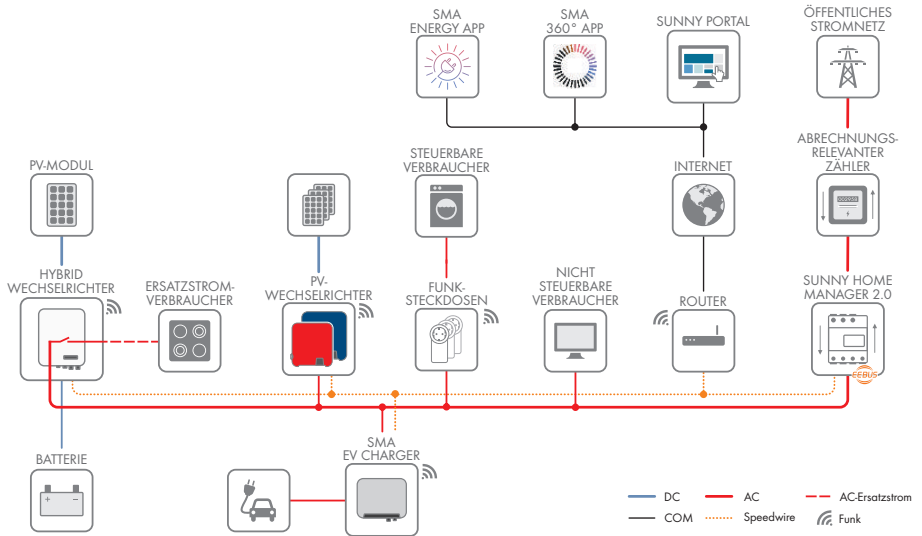 SMA
ENERGY APP
SMA
360° APP
SUNNY PORTAL
ÖFFENTLICHES
STROMNETZ
STEUERBARE
VERBRAUCHER
INTERNET
ABRECHNUNGS-
RELEVANTER
ZÄHLER
PV-MODUL
HYBRID
WECHSELRICHTER
ERSATZSTROM-
VERBRAUCHER
PV-
WECHSELRICHTER
FUNK-
STECKDOSEN
NICHT
STEUERBARE
VERBRAUCHER
ROUTER
SUNNY HOME
MANAGER 2.0
EEBUS
BATTERIE
SMA
EV CHARGER
DC
AC
AC-Ersatzstrom
COM
Speedwire
Funk